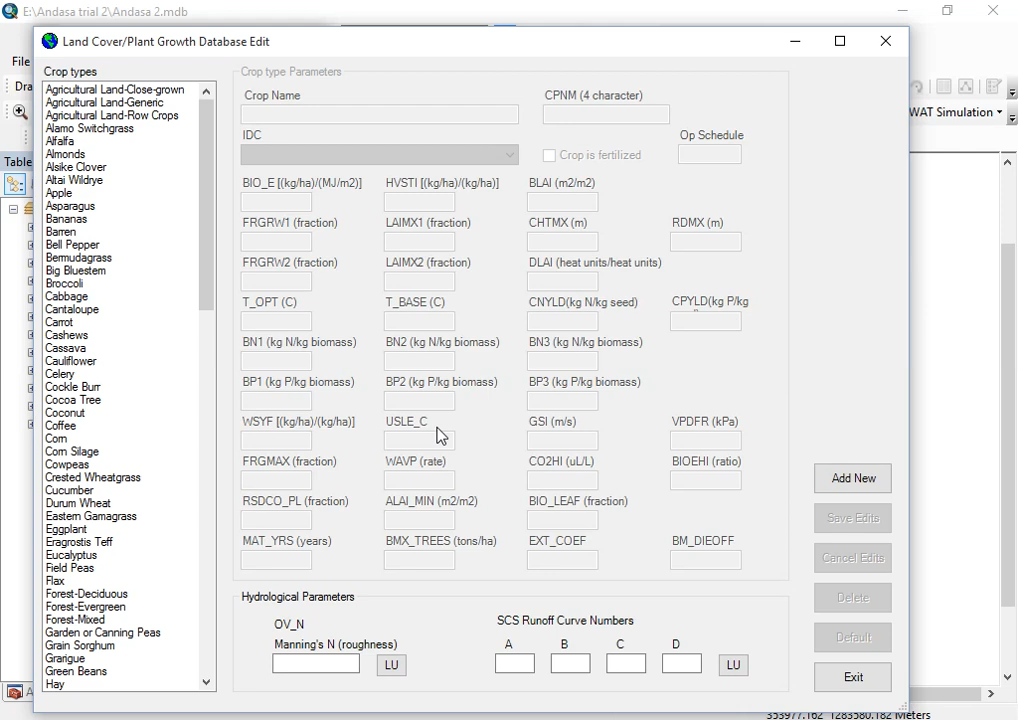 E:\Andasa trial 2\Andasa 2.mdb
Land Cover/Plant Growth Database Edit
File
Dra
Table
WAT Simulation
Crop types
Agricultural Land-Close-grown
Agricultural Land-Generic
Agricultural Land-Row Crops
Alamo Switchgrass
Alfalfa
Almonds
Alsike Clover
Altai Wildrye
Apple
Asparagus
Bananas
Barren
Bell Pepper
Bermudagrass
Big Bluestem
Broccoli
Cabbage
Cantaloupe
Carrot
Cashews
Cassava
Cauliflower
Celery
Cockle Burr
Cocoa Tree
Coconut
Coffee
Corn
Corn Silage
Cowpeas
Crested Wheatgrass
Cucumber
Durum Wheat
Eastern Gamagrass
Eggplant
Eragrostis Teff
Eucalyptus
Field Peas
Flax
Forest-Deciduous
Forest-Evergreen
Forest-Mixed
Garden or Canning Peas
Grain Sorghum
Grarigue
Green Beans
Hay
Crop type Parameters
Crop Name
CPNM (4 character)
IDC
Crop is fertilized
Op Schedule
BIO_E [(kg/ha)/(MJ/m2)]
HVSTI [(kg/ha)/(kg/ha)]
BLAI (m2/m2)
FRGRW1 (fraction)
LAIMX1 (fraction)
CHTMX (m)
RDMX (m)
FRGRW2 (fraction)
LAIMX2 (fraction)
DLAI (heat units/heat units)
T_OPT (C)
T_BASE (C)
CNYLD(kg N/kg seed)
CPYLD(kg P/kg
BN1 (kg N/kg biomass)
BN2 (kg N/kg biomass)
BN3 (kg N/kg biomass)
BP1 (kg P/kg biomass)
BP2 (kg P/kg biomass)
BP3 (kg P/kg biomass)
WSYF [(kg/ha)/(kg/ha)]
USLE_C
GSI (m/s)
VPDFR (kPa)
FRGMAX (fraction)
WAVP (rate)
CO2HI (uL/L)
BIOEHI (ratio)
RSDCO_PL (fraction)
ALAI_MIN (m2/m2)
BIO_LEAF (fraction)
MAT_YRS (years)
BMX_TREES (tons/ha)
EXT_COEF
BM_DIEOFF
Add New
Save Edits
Cancel Edits
Delete
Default
Exit
Hydrological Parameters
OV_N
Manning's N (roughness)
LU
SCS Runoff Curve Numbers
A B C D
LU
353977.162 1283580.182 Meters